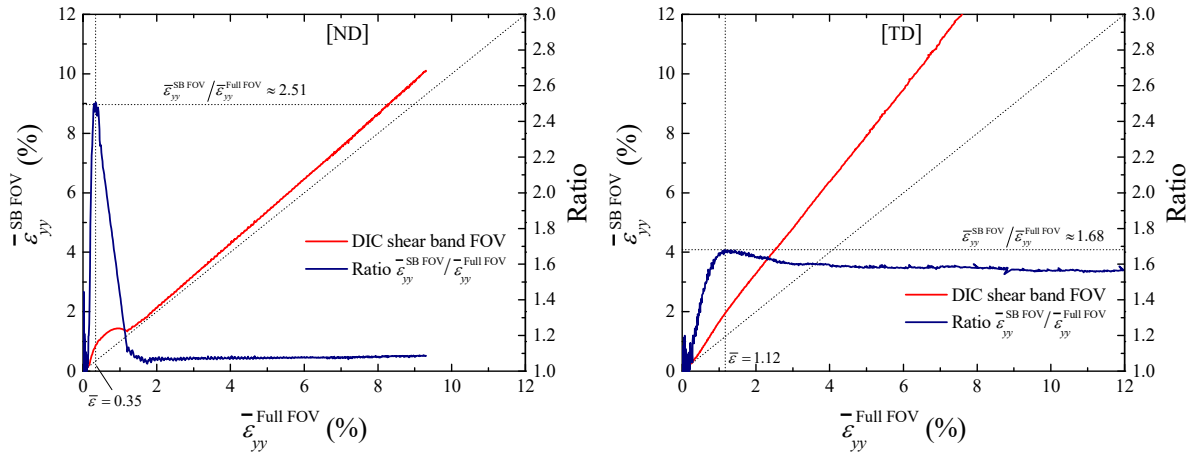 [ND]
12
10
8
6
4
2
0
3.0
2.8
2.6
2.4
2.2
2.0
1.8
1.6
1.4
1.2
1.0
ε̅yy^SB FOV/ε̅yy^Full FOV ≈ 2.51
DIC shear band FOV
Ratio ε̅yy^SB FOV/ε̅yy^Full FOV
ε̅ = 0.35
0 2 4 6 8 10 12
ε̅yy^SB FOV (%)
Ratio
ε̅yy^Full FOV (%)
[TD]
12
10
8
6
4
2
0
3.0
2.8
2.6
2.4
2.2
2.0
1.8
1.6
1.4
1.2
1.0
ε̅yy^SB FOV/ε̅yy^Full FOV ≈ 1.68
DIC shear band FOV
Ratio ε̅yy^SB FOV/ε̅yy^Full FOV
ε̅ = 1.12
0 2 4 6 8 10 12
ε̅yy^SB FOV (%)
Ratio
ε̅yy^Full FOV (%)